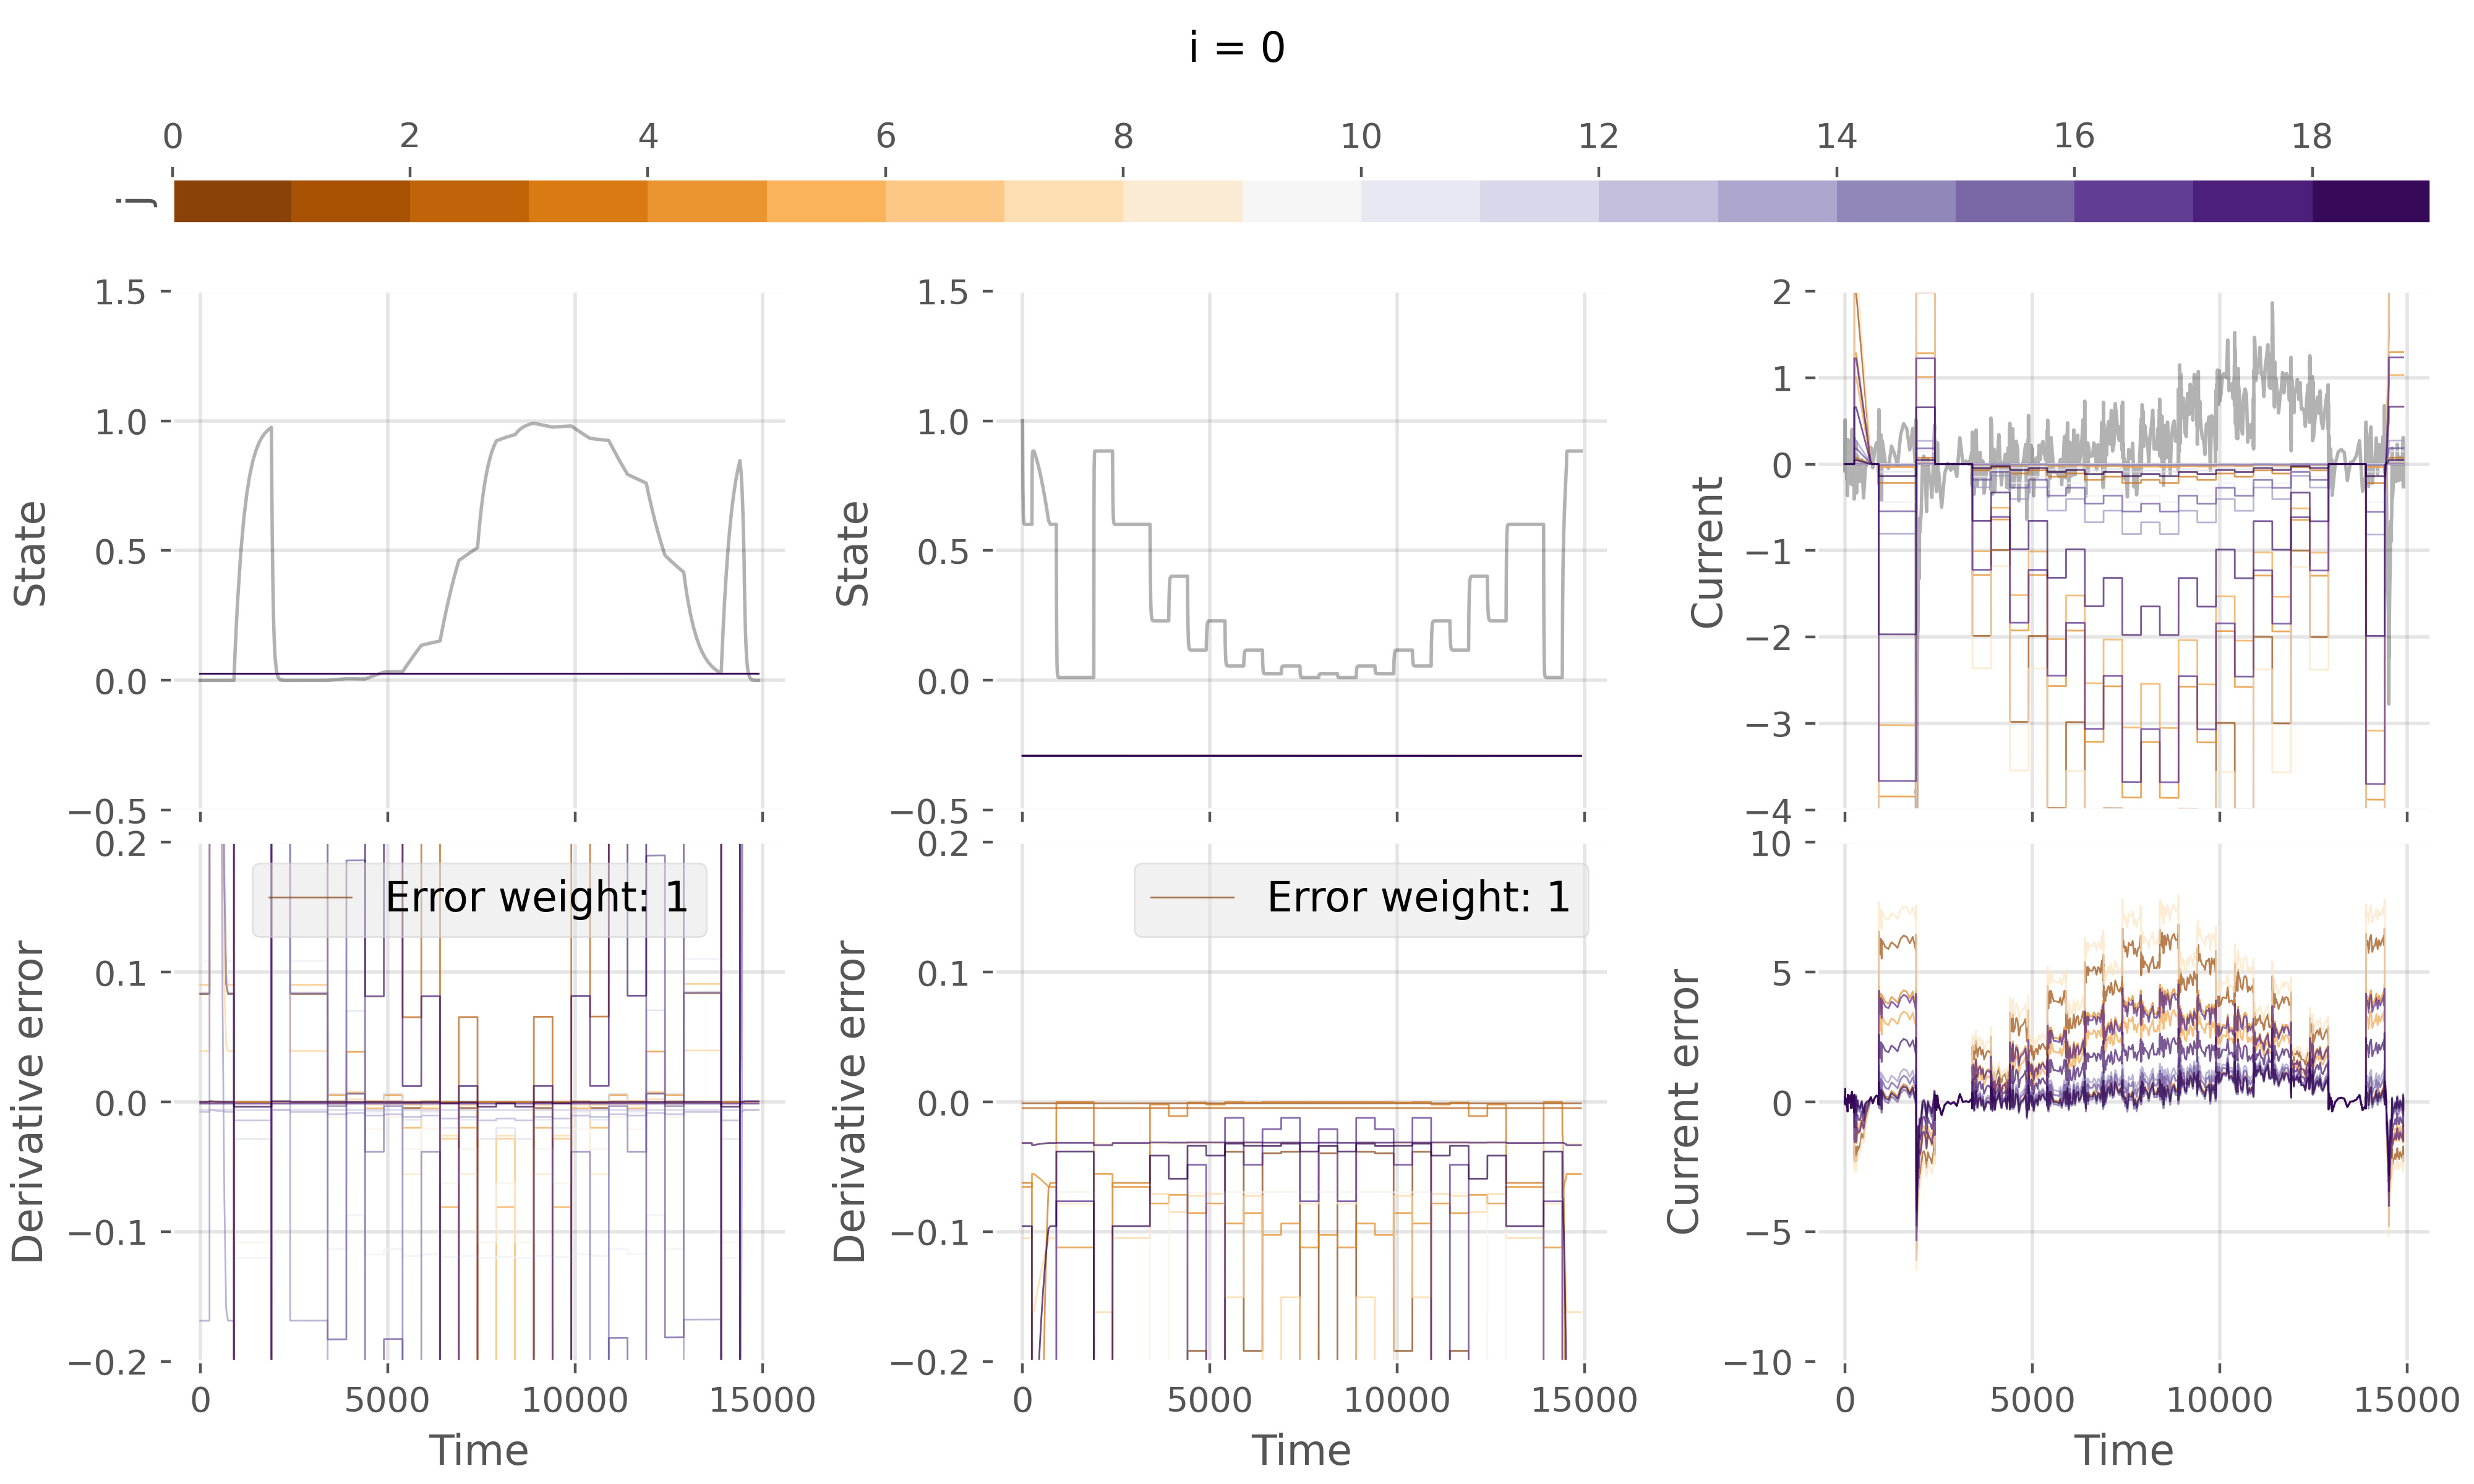 i = 0
0 2 4 6 8 10 12 14 16 18
j
1.5 1.0 0.5 0.0 −0.5
State
1.5 1.0 0.5 0.0 −0.5
State
2 1 0 −1 −2 −3 −4
Current
0.2 0.1 0.0 −0.1 −0.2
Derivative error
Error weight: 1
0 5000 10000 15000
Time
0.2 0.1 0.0 −0.1 −0.2
Derivative error
Error weight: 1
0 5000 10000 15000
Time
10 5 0 −5 −10
Current error
0 5000 10000 15000
Time